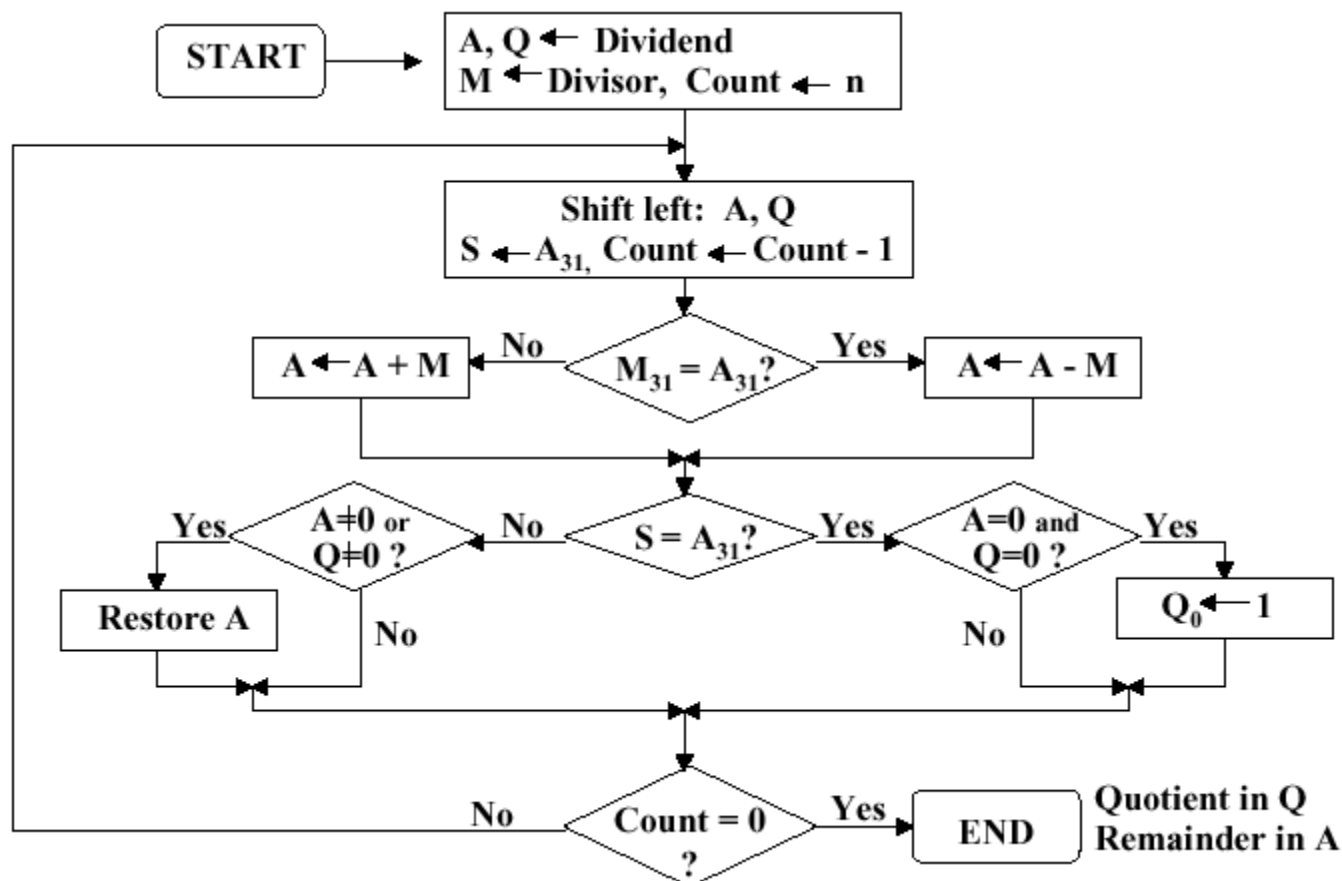 START
A, Q ← Dividend
M ← Divisor, Count ← n
Shift left: A, Q
S ← A₃₁, Count ← Count - 1
No
Yes
A ← A + M
M₃₁ = A₃₁?
A ← A - M
Yes
A≠0 or
Q≠0 ?
No
S = A₃₁?
Yes
A=0 and
Q=0 ?
Yes
Restore A
No
No
Q₀ ← 1
No
Count = 0
?
Yes
END
Quotient in Q
Remainder in A